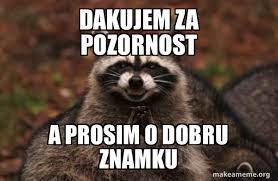 DAKUJEM ZA
POZORNOST
A PROSIM O DOBRU
ZNAMKU
makeameme.org